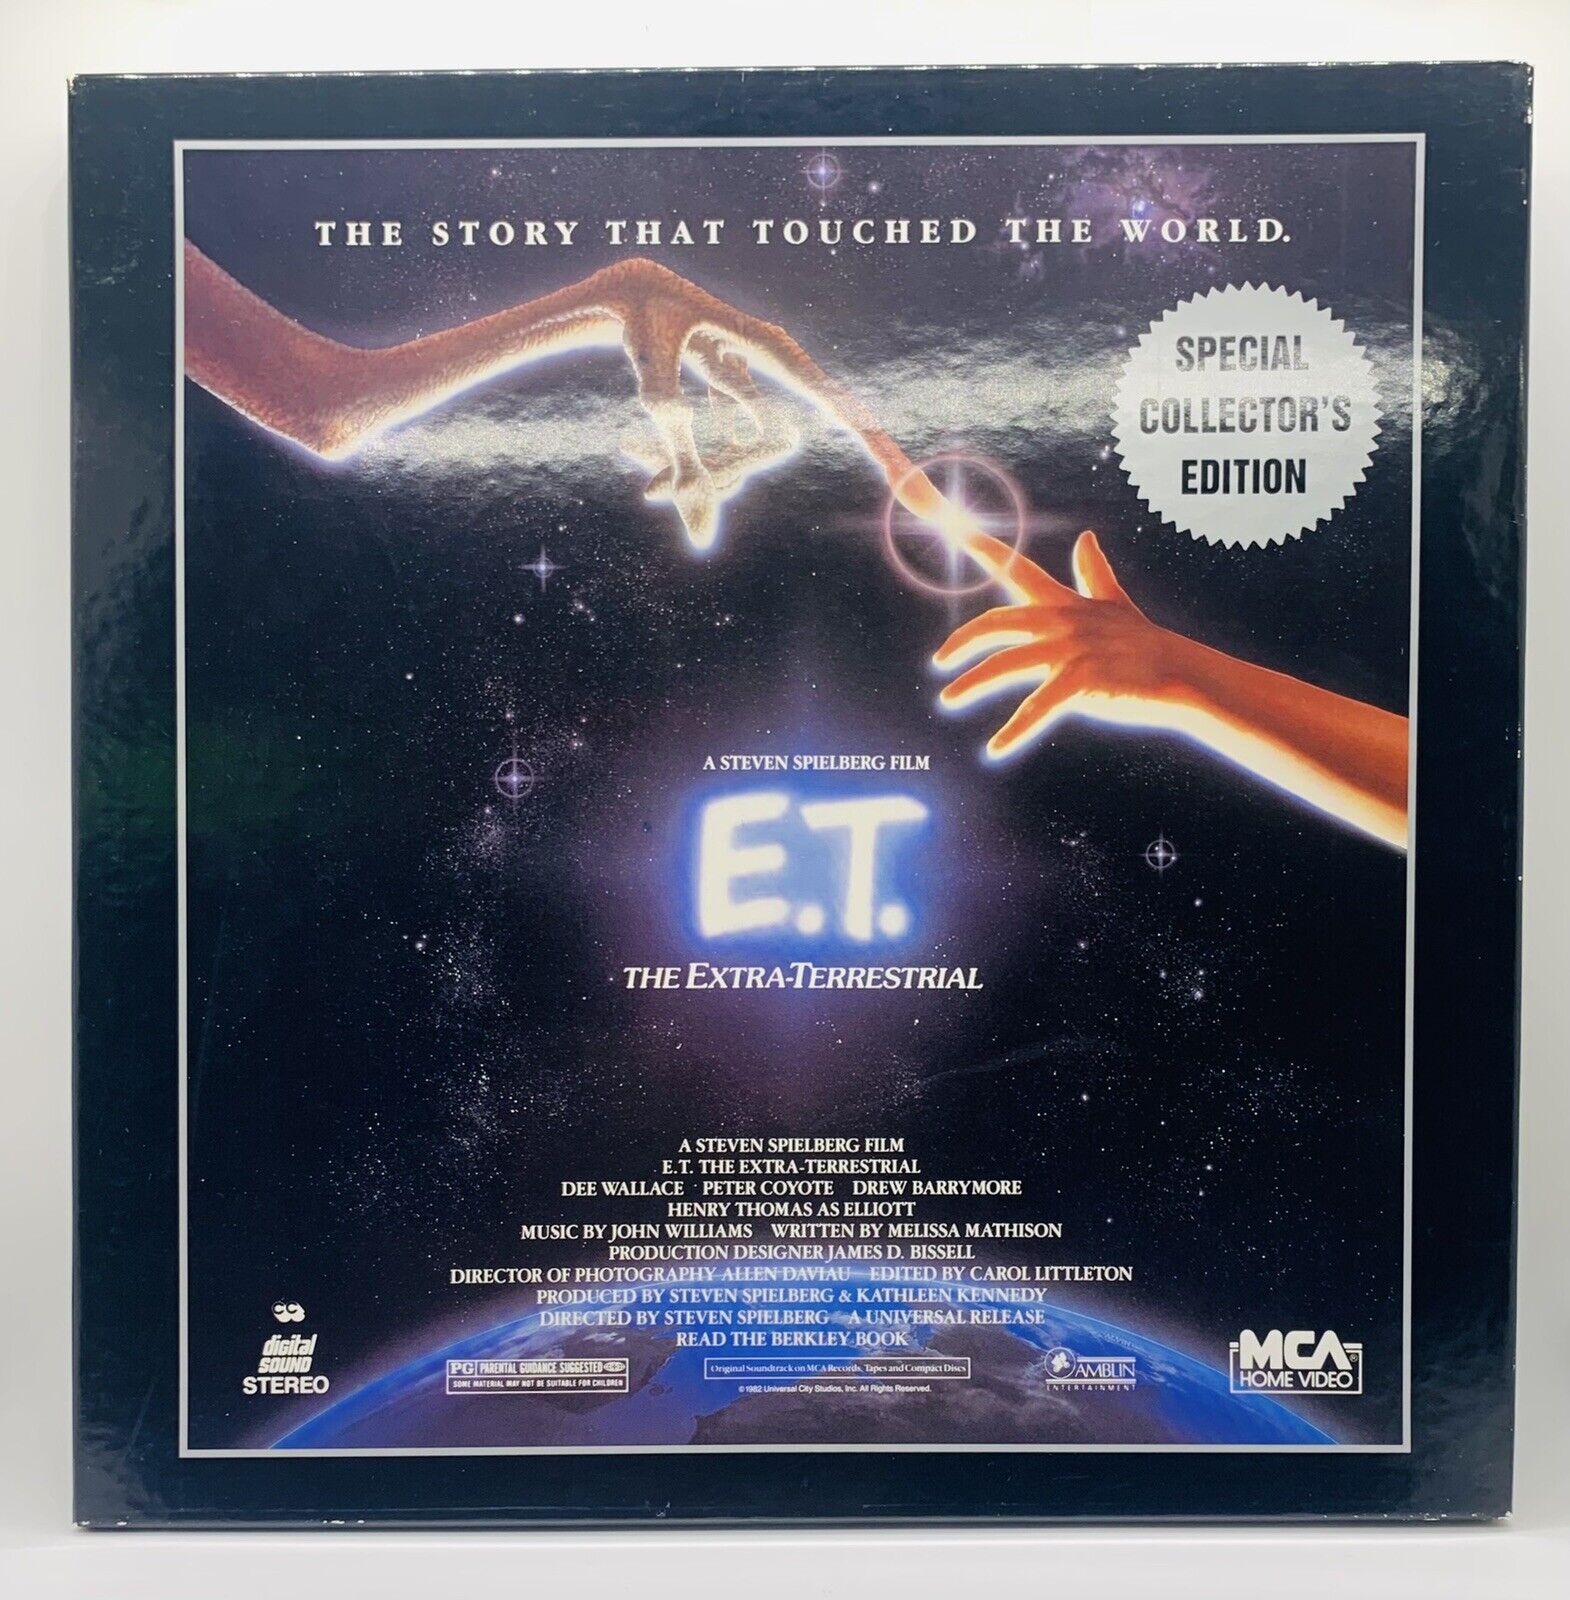 THE STORY THAT TOUCHED THE WORLD.
SPECIAL
COLLECTOR'S
EDITION
A STEVEN SPIELBERG FILM
E.T.
THE EXTRA-TERRESTRIAL
A STEVEN SPIELBERG FILM
E.T. THE EXTRA-TERRESTRIAL
DEE WALLACE · PETER COYOTE DREW BARRYMORE
HENRY THOMAS AS ELLIOTT
MUSIC BY JOHN WILLIAMS WRITTEN BY MELISSA MATHISON
PRODUCTION DESIGNER JAMES D. BISSELL
DIRECTOR OF PHOTOGRAPHY ALLEN DAVIAU EDITED BY CAROL LITTLETON
PRODUCED BY STEVEN SPIELBERG & KATHLEEN KENNEDY
DIRECTED BY STEVEN SPIELBERG A UNIVERSAL RELEASE
READ THE BERKLEY BOOK
CC
digital
SOUND
STEREO
PG PARENTAL GUIDANCE SUGGESTED
SOME MATERIAL MAY NOT BE SUITABLE FOR CHILDREN
Original Soundtrack on MCA Records, Tapes and Compact Discs
©1982 Universal City Studios, Inc. All Rights Reserved.
AMBLIN
ENTERTAINMENT
MCA®
HOME VIDEO